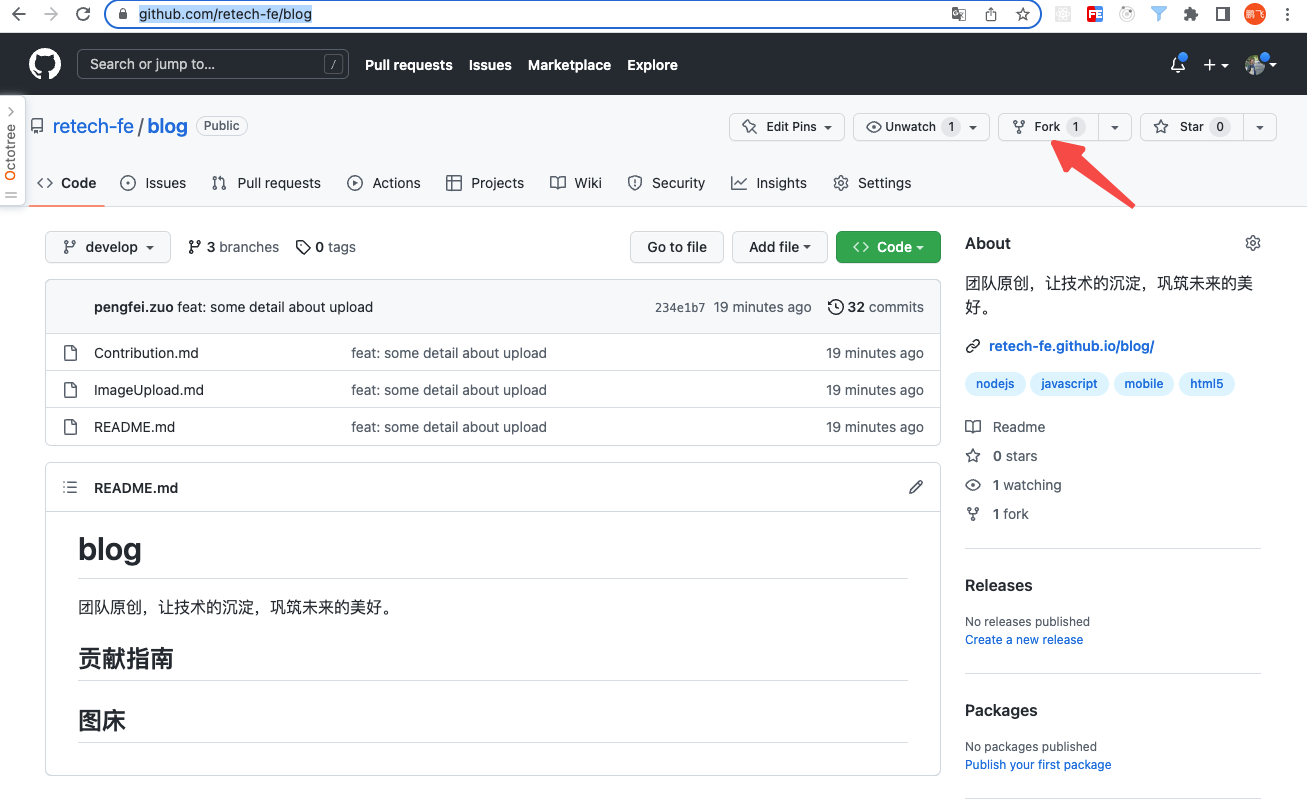 github.com/retech-fe/blog
FE
鹏飞
Search or jump to... /
Pull requests Issues Marketplace Explore
Octotree
retech-fe / blog Public
Edit Pins Unwatch 1 Fork 1 Star 0
Code Issues Pull requests Actions Projects Wiki Security Insights Settings
develop 3 branches 0 tags Go to file Add file Code
pengfei.zuo feat: some detail about upload 234e1b7 19 minutes ago 32 commits
Contribution.md feat: some detail about upload 19 minutes ago
ImageUpload.md feat: some detail about upload 19 minutes ago
README.md feat: some detail about upload 19 minutes ago
README.md
blog
团队原创，让技术的沉淀，巩筑未来的美好。
贡献指南
图床
About
团队原创，让技术的沉淀，巩筑未来的美
好。
retech-fe.github.io/blog/
nodejs javascript mobile html5
Readme
0 stars
1 watching
1 fork
Releases
No releases published
Create a new release
Packages
No packages published
Publish your first package